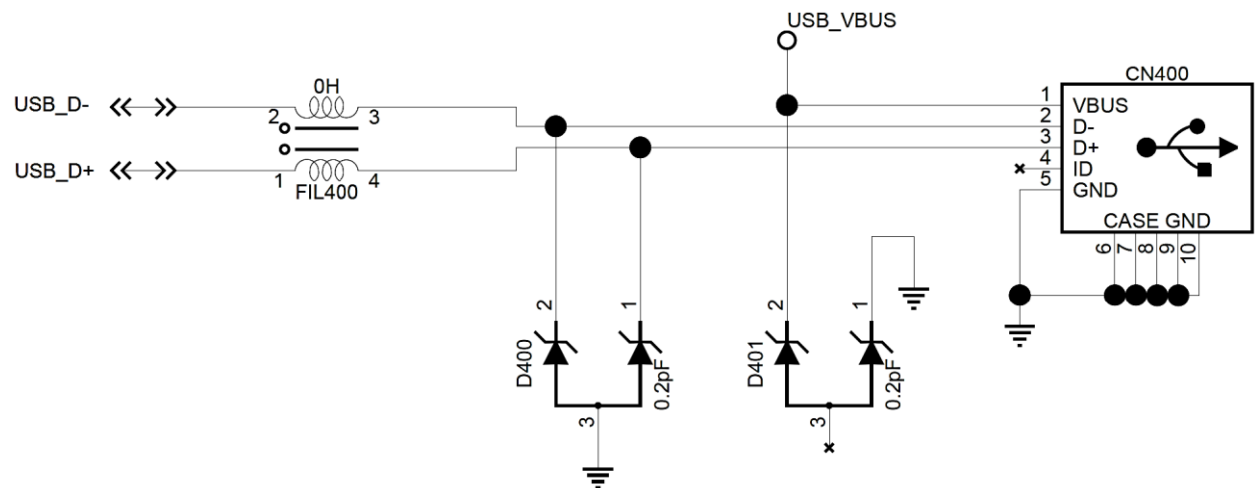 USB_VBUS
CN400
0H
USB_D-
2
3
USB_D+
1
4
FIL400
1
VBUS
2
D-
3
D+
4
ID
5
GND
CASE GND
6
7
8
9
10
2
1
D400
0.2pF
3
2
1
D401
0.2pF
3